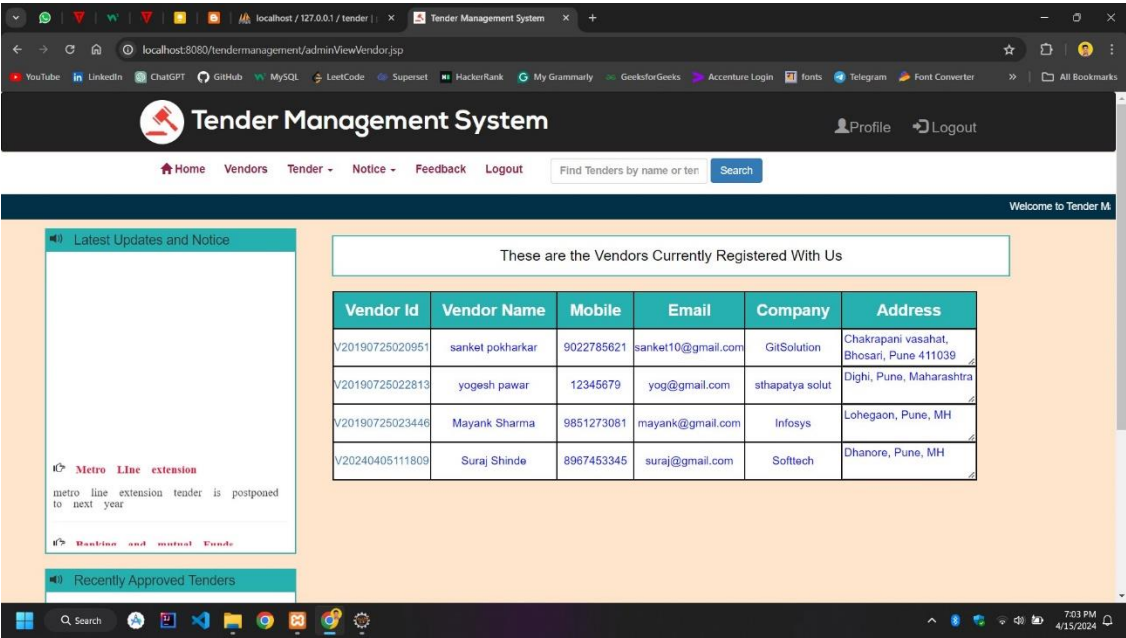 localhost / 127.0.0.1 / tender |
Tender Management System
localhost:8080/tendermanagement/adminViewVendor.jsp
YouTube LinkedIn ChatGPT GitHub MySQL LeetCode Superset HackerRank My Grammarly GeeksforGeeks Accenture Login fonts Telegram Font Converter » All Bookmarks
Tender Management System
Profile Logout
Home Vendors Tender Notice Feedback Logout Find Tenders by name or ten Search
Welcome to Tender Ma
Latest Updates and Notice
Metro LIne extension
metro line extension tender is postponed
to next year
Banking and mutual Funds
Recently Approved Tenders
These are the Vendors Currently Registered With Us
Vendor Id Vendor Name Mobile Email Company Address
V20190725020951 sanket pokharkar 9022785621 sanket10@gmail.com GitSolution Chakrapani vasahat,
Bhosari, Pune 411039
V20190725022813 yogesh pawar 12345679 yog@gmail.com sthapatya solut Dighi, Pune, Maharashtra
V20190725023446 Mayank Sharma 9851273081 mayank@gmail.com Infosys Lohegaon, Pune, MH
V20240405111809 Suraj Shinde 8967453345 suraj@gmail.com Softtech Dhanore, Pune, MH
Search
7:03 PM
4/15/2024